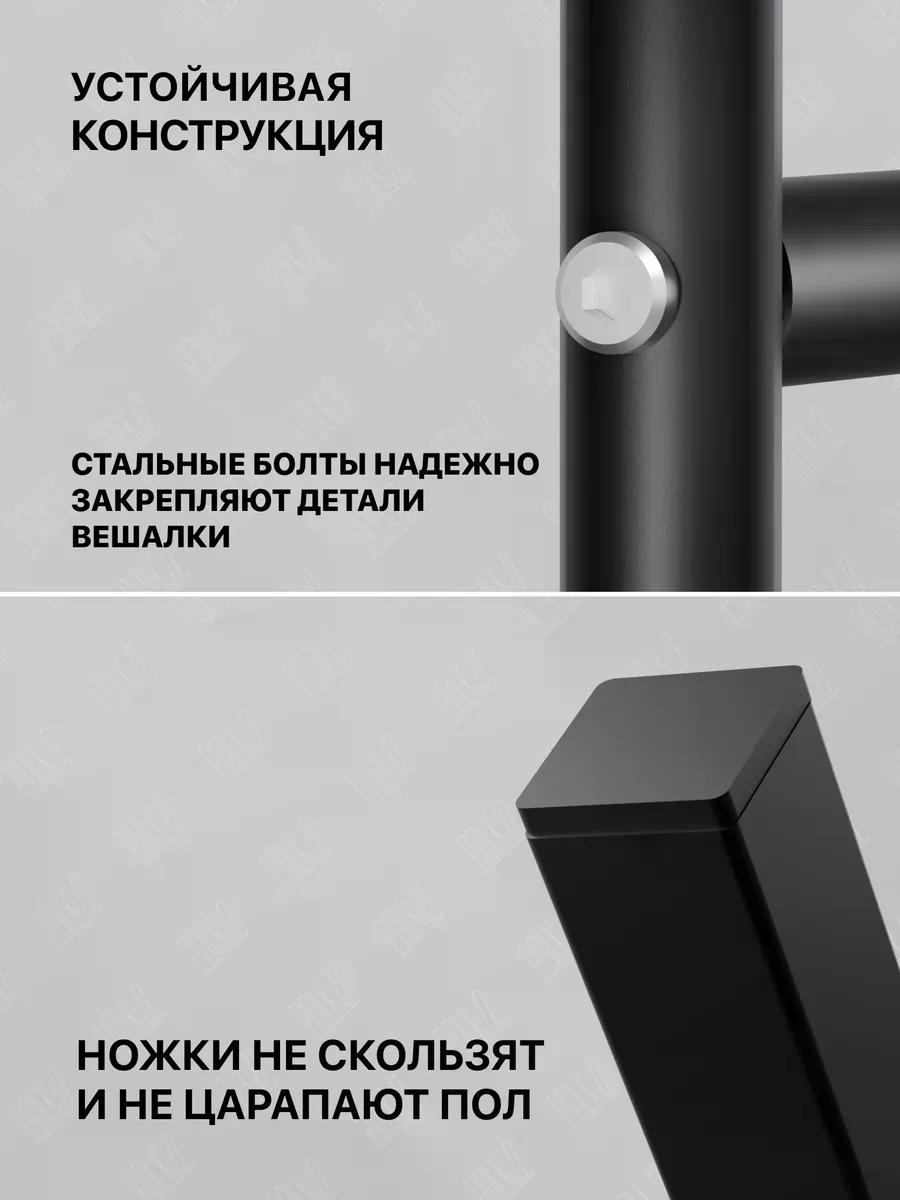 УСТОЙЧИВАЯ
КОНСТРУКЦИЯ
СТАЛЬНЫЕ БОЛТЫ НАДЕЖНО
ЗАКРЕПЛЯЮТ ДЕТАЛИ
ВЕШАЛКИ
НОЖКИ НЕ СКОЛЬЗЯТ
И НЕ ЦАРАПАЮТ ПОЛ